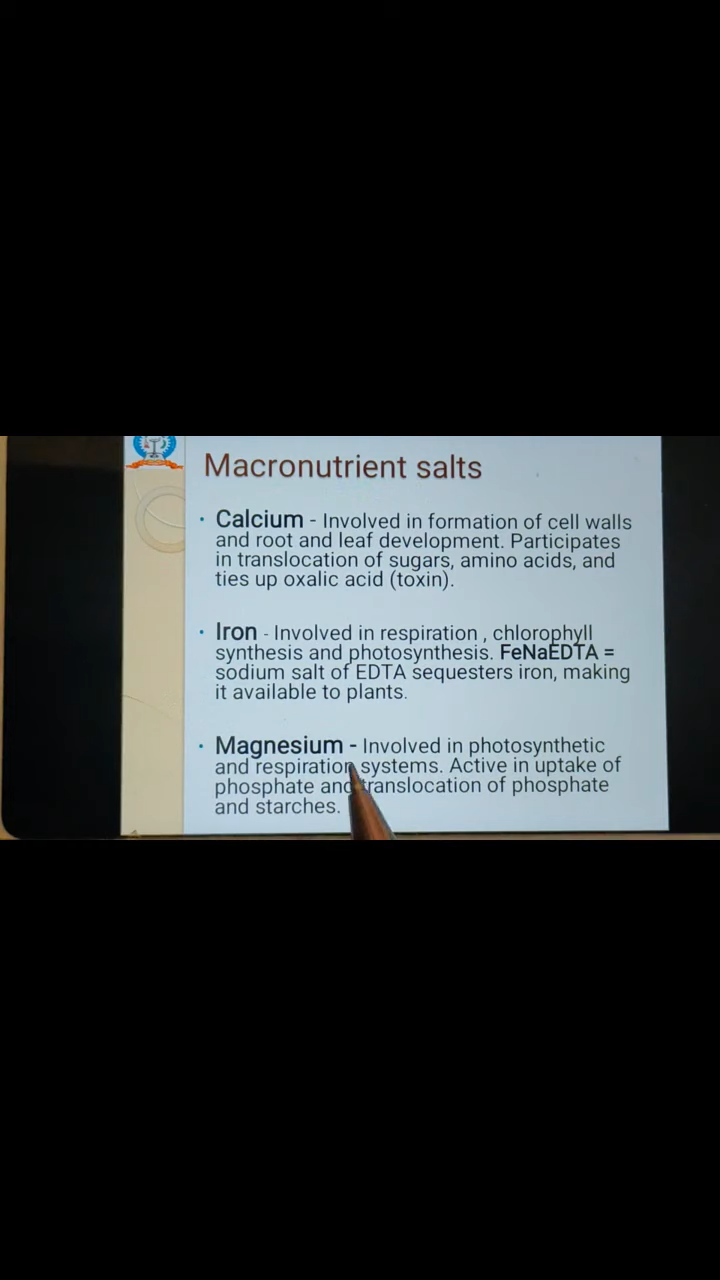 Macronutrient salts
• Calcium - Involved in formation of cell walls
and root and leaf development. Participates
in translocation of sugars, amino acids, and
ties up oxalic acid (toxin).
• Iron - Involved in respiration , chlorophyll
synthesis and photosynthesis. FeNaEDTA =
sodium salt of EDTA sequesters iron, making
it available to plants.
• Magnesium - Involved in photosynthetic
and respiration systems. Active in uptake of
phosphate and translocation of phosphate
and starches.